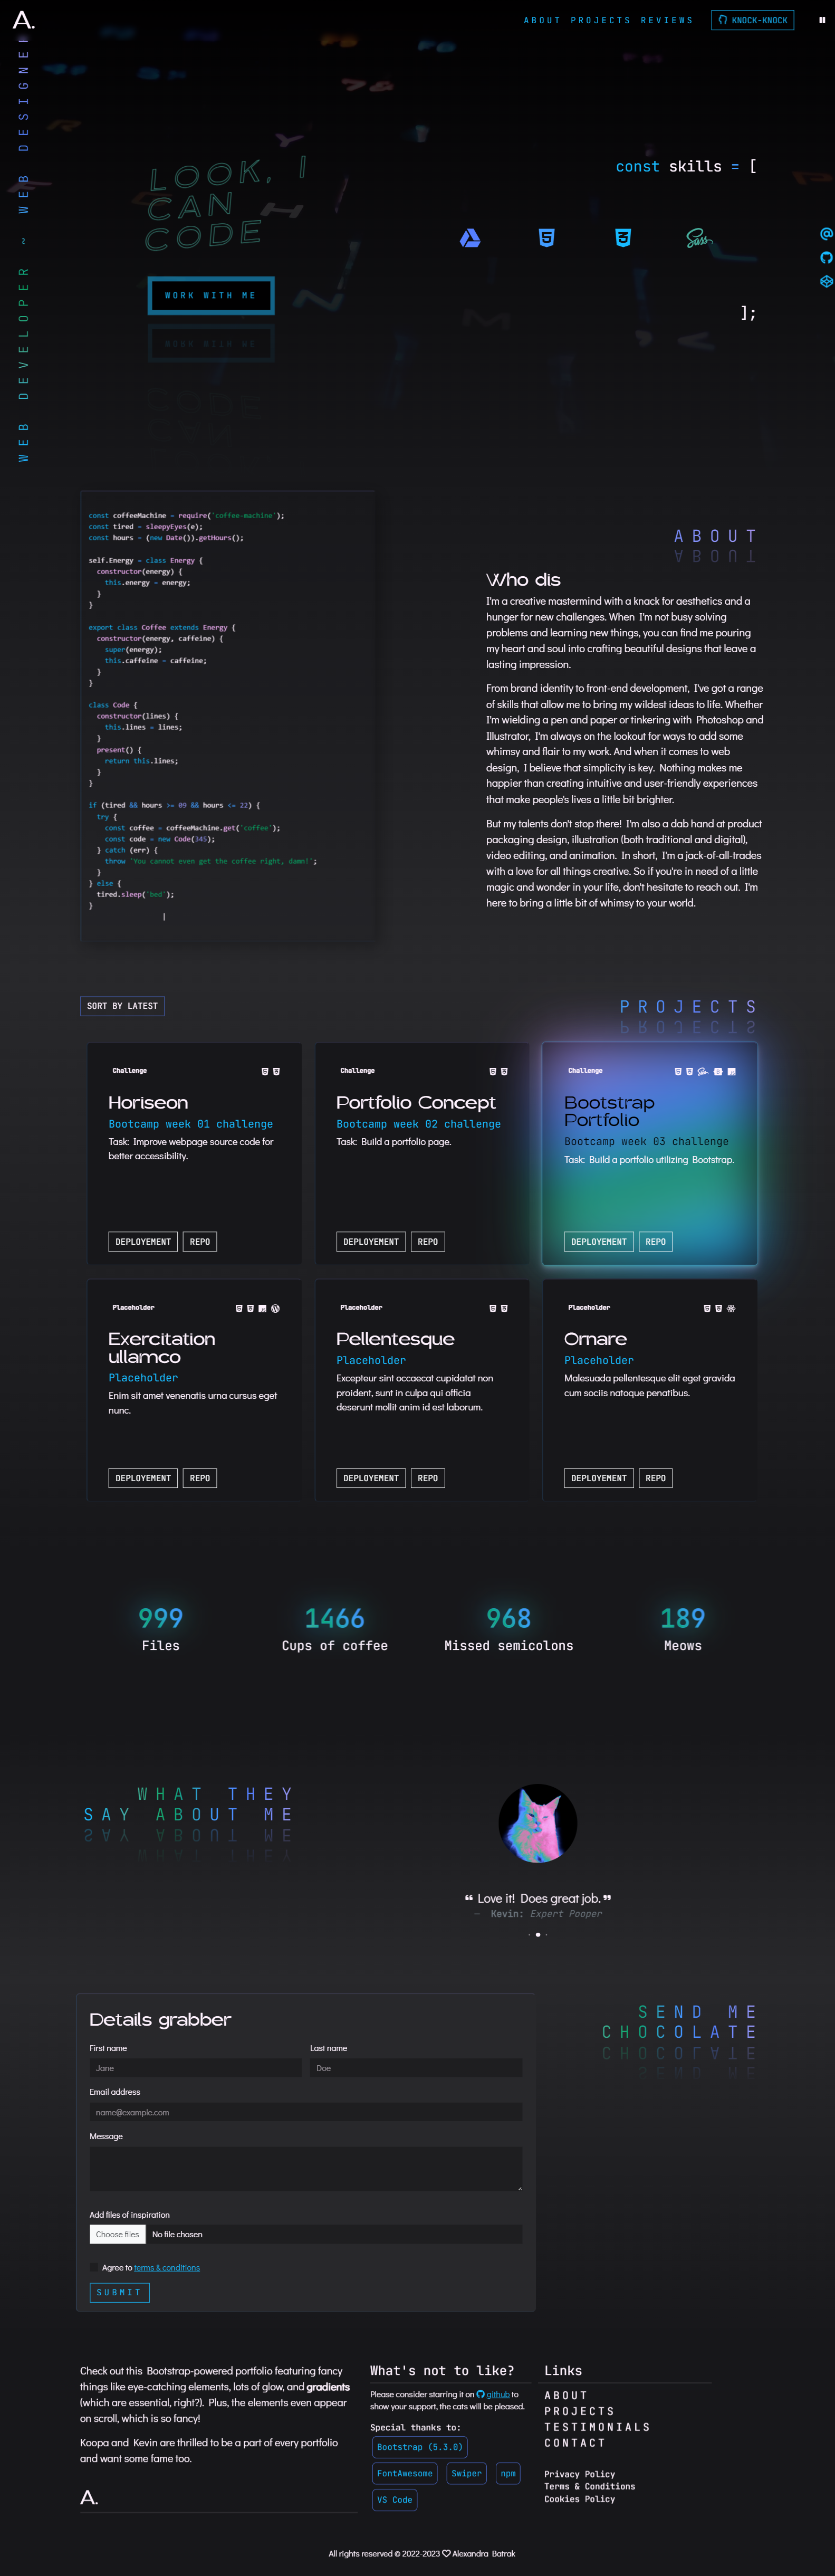 A.
ABOUT PROJECTS REVIEWS KNOCK-KNOCK
WEB DEVELOPER ~ WEB DESIGNE
LOOK, I
CAN
CODE
WORK WITH ME
const skills = [
];
const coffeeMachine = require('coffee-machine');
const tired = sleepyEyes(e);
const hours = (new Date()).getHours();
self.Energy = class Energy {
constructor(energy) {
this.energy = energy;
}
}
export class Coffee extends Energy {
constructor(energy, caffeine) {
super(energy);
this.caffeine = caffeine;
}
}
class Code {
constructor(lines) {
this.lines = lines;
}
present() {
return this.lines;
}
}
if (tired && hours >= 09 && hours <= 22) {
try {
const coffee = coffeeMachine.get('coffee');
const code = new Code(345);
} catch (err) {
throw 'You cannot even get the coffee right, damn!';
}
} else {
tired.sleep('bed');
}
|
ABOUT
Who dis
I'm a creative mastermind with a knack for aesthetics and a
hunger for new challenges. When I'm not busy solving
problems and learning new things, you can find me pouring
my heart and soul into crafting beautiful designs that leave a
lasting impression.
From brand identity to front-end development, I've got a range
of skills that allow me to bring my wildest ideas to life. Whether
I'm wielding a pen and paper or tinkering with Photoshop and
Illustrator, I'm always on the lookout for ways to add some
whimsy and flair to my work. And when it comes to web
design, I believe that simplicity is key. Nothing makes me
happier than creating intuitive and user-friendly experiences
that make people's lives a little bit brighter.
But my talents don't stop there! I'm also a dab hand at product
packaging design, illustration (both traditional and digital),
video editing, and animation. In short, I'm a jack-of-all-trades
with a love for all things creative. So if you're in need of a little
magic and wonder in your life, don't hesitate to reach out. I'm
here to bring a little bit of whimsy to your world.
SORT BY LATEST
PROJECTS
Challenge
Horiseon
Bootcamp week 01 challenge
Task: Improve webpage source code for
better accessibility.
DEPLOYEMENT REPO
Challenge
Portfolio Concept
Bootcamp week 02 challenge
Task: Build a portfolio page.
DEPLOYEMENT REPO
Challenge
Bootstrap
Portfolio
Bootcamp week 03 challenge
Task: Build a portfolio utilizing Bootstrap.
DEPLOYEMENT REPO
Placeholder
Exercitation
ullamco
Placeholder
Enim sit amet venenatis urna cursus eget
nunc.
DEPLOYEMENT REPO
Placeholder
Pellentesque
Placeholder
Excepteur sint occaecat cupidatat non
proident, sunt in culpa qui officia
deserunt mollit anim id est laborum.
DEPLOYEMENT REPO
Placeholder
Ornare
Placeholder
Malesuada pellentesque elit eget gravida
cum sociis natoque penatibus.
DEPLOYEMENT REPO
999
Files
1466
Cups of coffee
968
Missed semicolons
189
Meows
WHAT THEY
SAY ABOUT ME
❝ Love it! Does great job. ❞
— Kevin: Expert Pooper
Details grabber
First name
Jane
Last name
Doe
Email address
name@example.com
Message
Add files of inspiration
Choose files No file chosen
Agree to terms & conditions
SUBMIT
SEND ME
CHOCOLATE
Check out this Bootstrap-powered portfolio featuring fancy
things like eye-catching elements, lots of glow, and gradients
(which are essential, right?). Plus, the elements even appear
on scroll, which is so fancy!
Koopa and Kevin are thrilled to be a part of every portfolio
and want some fame too.
A.
What's not to like?
Please consider starring it on github to
show your support, the cats will be pleased.
Special thanks to:
Bootstrap (5.3.0)
FontAwesome Swiper npm
VS Code
Links
ABOUT
PROJECTS
TESTIMONIALS
CONTACT
Privacy Policy
Terms & Conditions
Cookies Policy
All rights reserved © 2022-2023 ♡ Alexandra Batrak